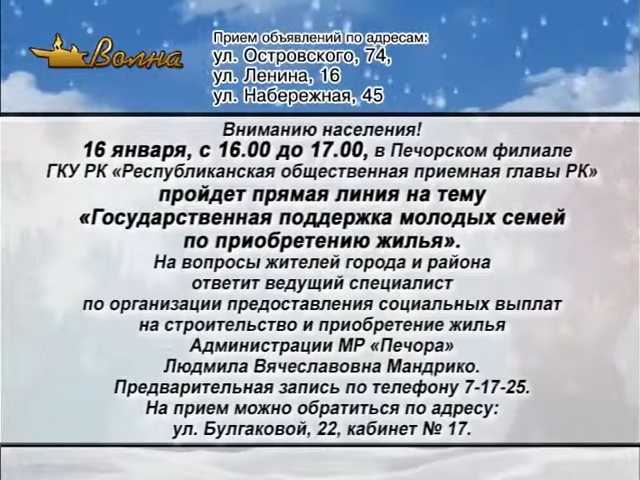 Волна
Прием объявлений по адресам:
ул. Островского, 74,
ул. Ленина, 16
ул. Набережная, 45
Вниманию населения!
16 января, с 16.00 до 17.00, в Печорском филиале
ГКУ РК «Республиканская общественная приемная главы РК»
пройдет прямая линия на тему
«Государственная поддержка молодых семей
по приобретению жилья».
На вопросы жителей города и района
ответит ведущий специалист
по организации предоставления социальных выплат
на строительство и приобретение жилья
Администрации МР «Печора»
Людмила Вячеславовна Мандрико.
Предварительная запись по телефону 7-17-25.
На прием можно обратиться по адресу:
ул. Булгаковой, 22, кабинет № 17.